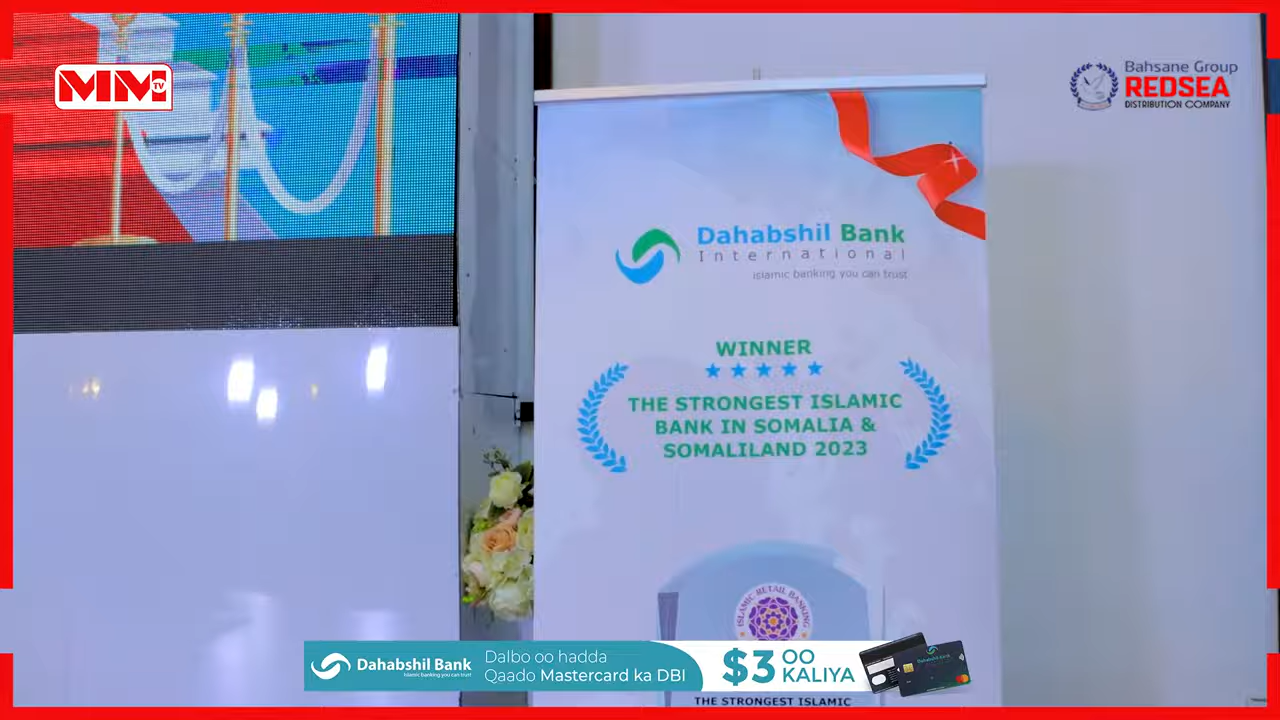 MM TV
Bahsane Group
REDSEA
DISTRIBUTION COMPANY
Dahabshil Bank
International
islamic banking you can trust
WINNER
THE STRONGEST ISLAMIC
BANK IN SOMALIA &
SOMALILAND 2023
ISLAMIC RETAIL BANKING
Dahabshil Bank
Islamic banking you can trust
Dalbo oo hadda
Qaado Mastercard ka DBI
$3 OO
KALIYA
THE STRONGEST ISLAMIC